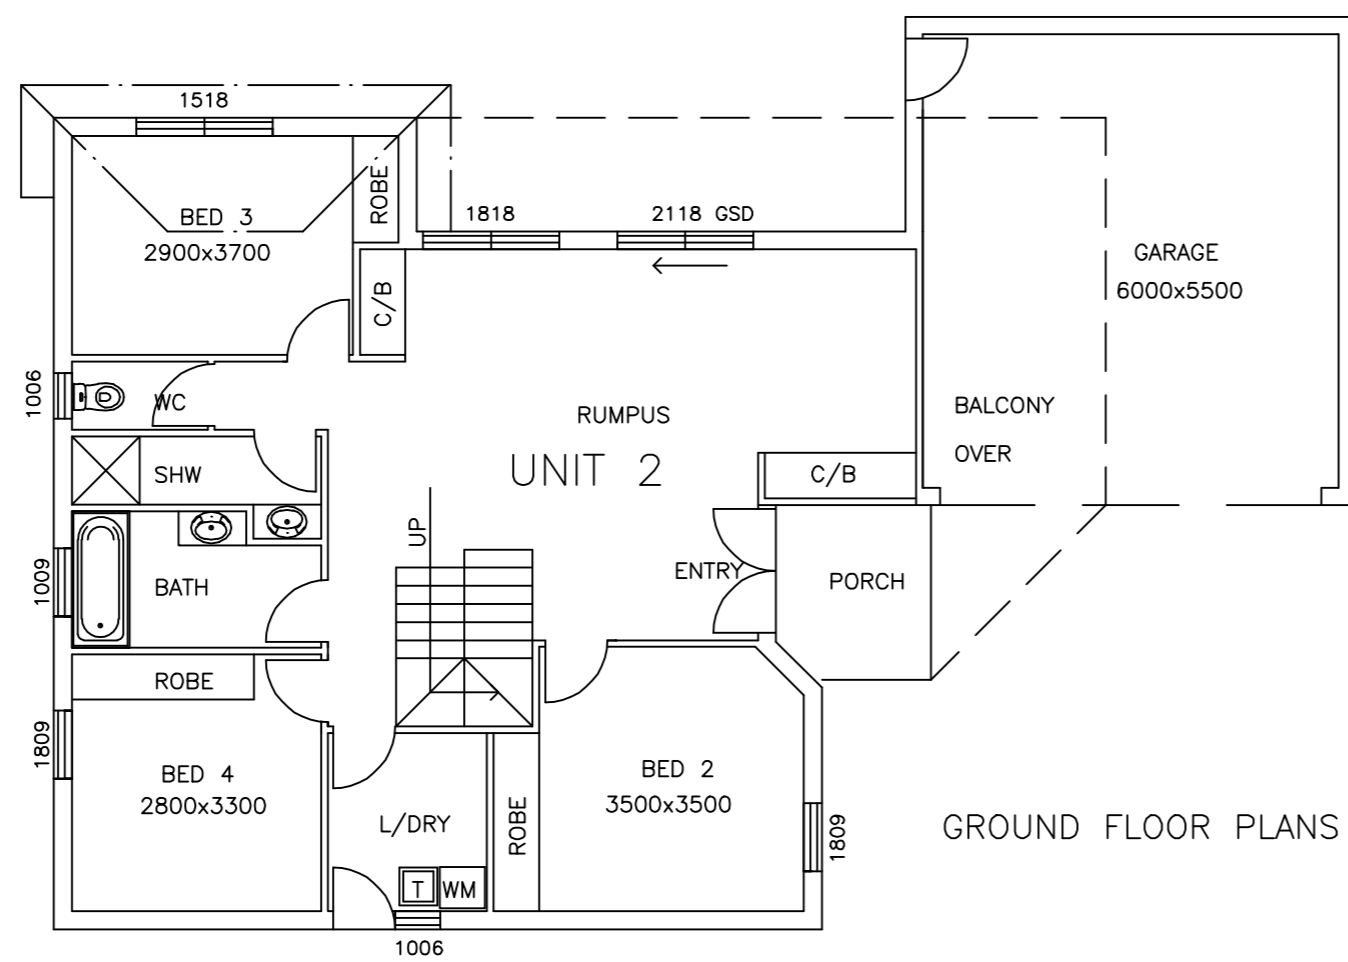 1518
BED 3
2900x3700
ROBE
1818
2118 GSD
GARAGE
6000x5500
C/B
1006
WC
RUMPUS
BALCONY
OVER
UNIT 2
SHW
C/B
UP
1009
BATH
ENTRY
PORCH
ROBE
1809
BED 4
2800x3300
BED 2
3500x3500
L/DRY
ROBE
1809
GROUND FLOOR PLANS
T
WM
1006